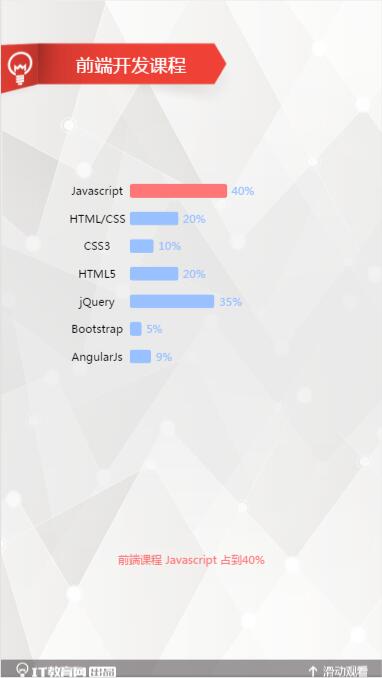 前端开发课程
Javascript 40%
HTML/CSS 20%
CSS3 10%
HTML5 20%
jQuery 35%
Bootstrap 5%
AngularJs 9%
前端课程 Javascript 占到40%
IT教育网 出品
滑动观看